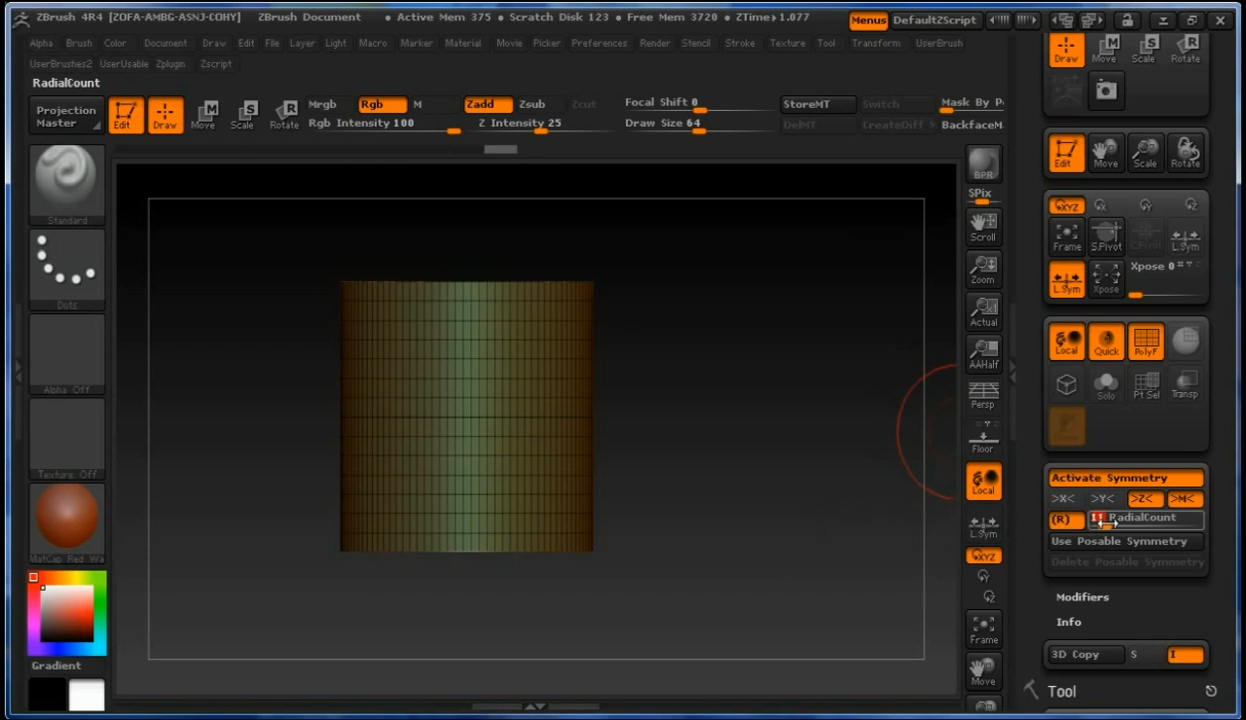 ZBrush 4R4 [ZOFA-AMBG-ASNJ-COHY] ZBrush Document • Active Mem 375 • Scratch Disk 123 • Free Mem 3720 • ZTime▸1.077 Menus DefaultZScript
Alpha Brush Color Document Draw Edit File Layer Light Macro Marker Material Movie Picker Preferences Render Stencil Stroke Texture Tool Transform UserBrush
UserBrushes2 UserUsable Zplugin Zscript
RadialCount
Projection Master
Edit Draw Move Scale Rotate
Mrgb Rgb M
Rgb Intensity 100
Zadd Zsub Zcut
Z Intensity 25
Focal Shift 0
Draw Size 64
StoreMT Switch Mask By P
DelMT CreateDiff BackfaceM
Standard
Dots
Alpha Off
Texture Off
MatCap Red Wa
Gradient
BPR
SPix
Scroll
Zoom
Actual
AAHalf
Persp
Floor
Local
L.Sym
XYZ
Y
Z
Frame
Move
Draw Move Scale Rotate
Edit Move Scale Rotate
XYZ X Y Z
Frame S.Pivot C.Pivot L.Sym
L.Sym Xpose Xpose 0
Local Quick PolyF
Solo Pt Sel Transp
Activate Symmetry
>X< >Y< >Z< >M<
(R) 11 RadialCount
Use Posable Symmetry
Delete Posable Symmetry
Modifiers
Info
3D Copy S I
Tool